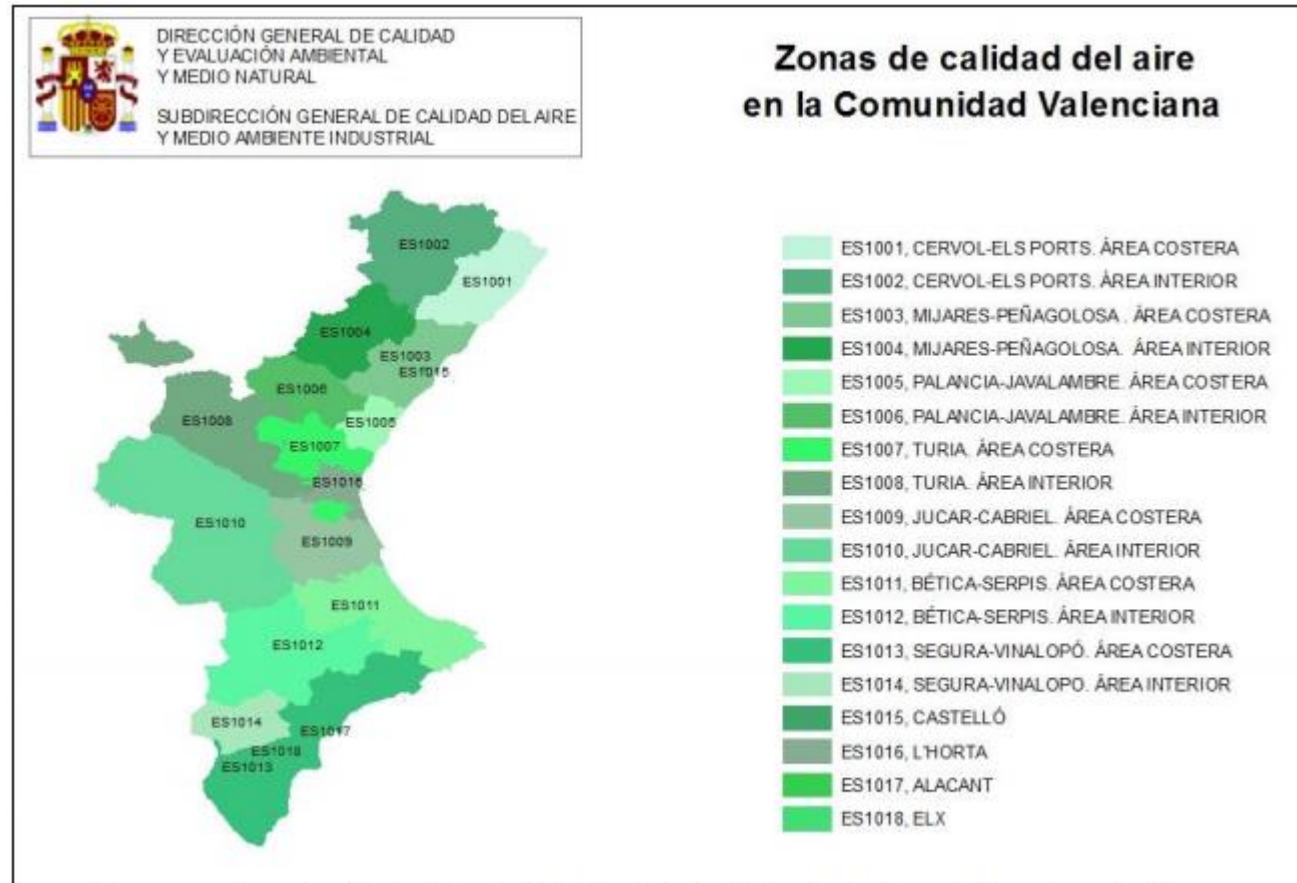 DIRECCIÓN GENERAL DE CALIDAD
Y EVALUACIÓN AMBIENTAL
Y MEDIO NATURAL
SUBDIRECCIÓN GENERAL DE CALIDAD DEL AIRE
Y MEDIO AMBIENTE INDUSTRIAL
Zonas de calidad del aire
en la Comunidad Valenciana
ES1002
ES1001
ES1004
ES1003
ES1015
ES1006
ES1008
ES1005
ES1007
ES1016
ES1010
ES1009
ES1011
ES1012
ES1014
ES1017
ES1018
ES1013
ES1001, CERVOL-ELS PORTS. ÁREA COSTERA
ES1002, CERVOL-ELS PORTS. ÁREA INTERIOR
ES1003, MIJARES-PEÑAGOLOSA . ÁREA COSTERA
ES1004, MIJARES-PEÑAGOLOSA. ÁREA INTERIOR
ES1005, PALANCIA-JAVALAMBRE. ÁREA COSTERA
ES1006, PALANCIA-JAVALAMBRE. ÁREA INTERIOR
ES1007, TURIA. ÁREA COSTERA
ES1008, TURIA. ÁREA INTERIOR
ES1009, JUCAR-CABRIEL. ÁREA COSTERA
ES1010, JUCAR-CABRIEL. ÁREA INTERIOR
ES1011, BÉTICA-SERPIS. ÁREA COSTERA
ES1012, BÉTICA-SERPIS. ÁREA INTERIOR
ES1013, SEGURA-VINALOPÓ. ÁREA COSTERA
ES1014, SEGURA-VINALOPO. ÁREA INTERIOR
ES1015, CASTELLÓ
ES1016, L'HORTA
ES1017, ALACANT
ES1018, ELX